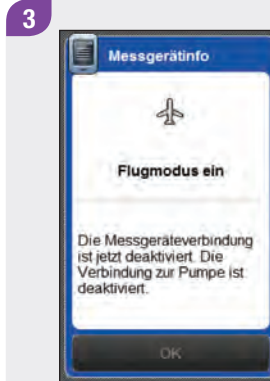 3
Messgerätinfo
Flugmodus ein
Die Messgeräteverbindung
ist jetzt deaktiviert. Die
Verbindung zur Pumpe ist
deaktiviert.
OK